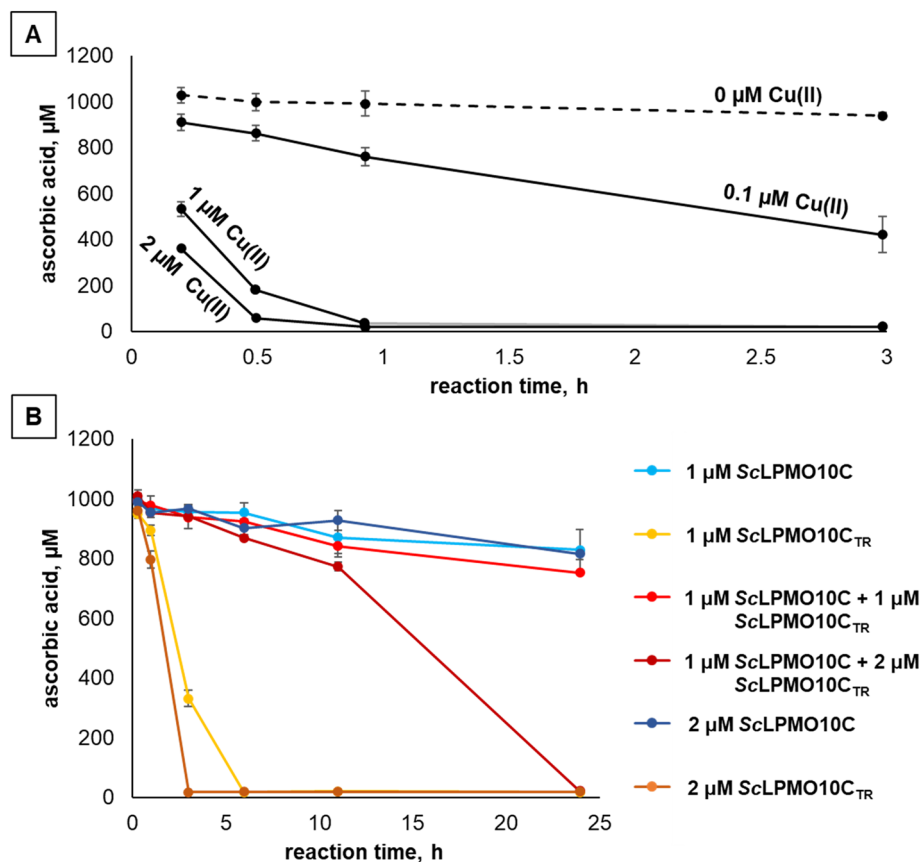 A
1200
1000
800
600
400
200
0
ascorbic acid, µM
0 µM Cu(II)
0.1 µM Cu(II)
1 µM Cu(II)
2 µM Cu(II)
0 0.5 1 1.5 2 2.5 3
reaction time, h
B
1200
1000
800
600
400
200
0
ascorbic acid, µM
0 5 10 15 20 25
reaction time, h
1 µM ScLPMO10C
1 µM ScLPMO10CTR
1 µM ScLPMO10C + 1 µM
ScLPMO10CTR
1 µM ScLPMO10C + 2 µM
ScLPMO10CTR
2 µM ScLPMO10C
2 µM ScLPMO10CTR